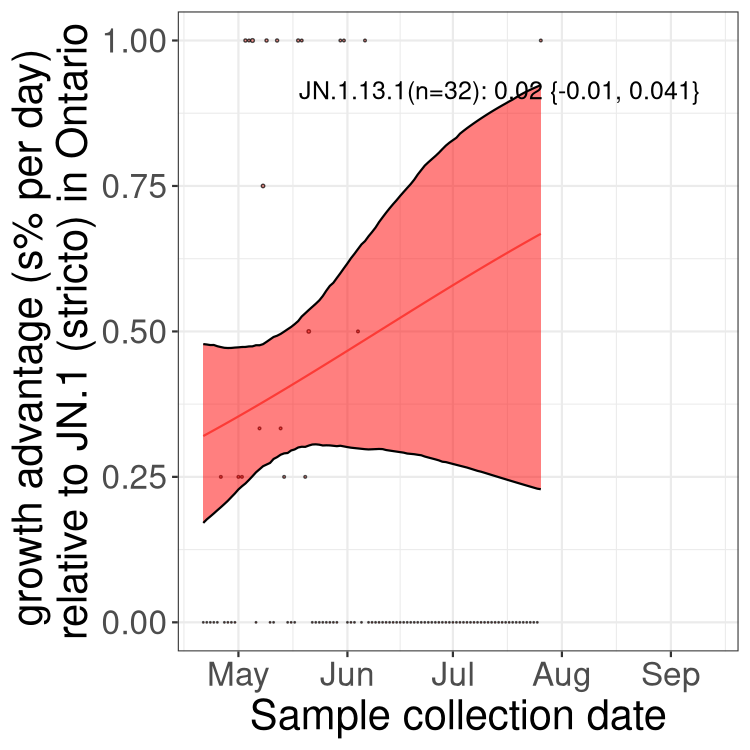 growth advantage (s% per day)
relative to JN.1 (stricto) in Ontario
1.00
0.75
0.50
0.25
0.00
JN.1.13.1(n=32): 0.02 {-0.01, 0.041}
May Jun Jul Aug Sep
Sample collection date